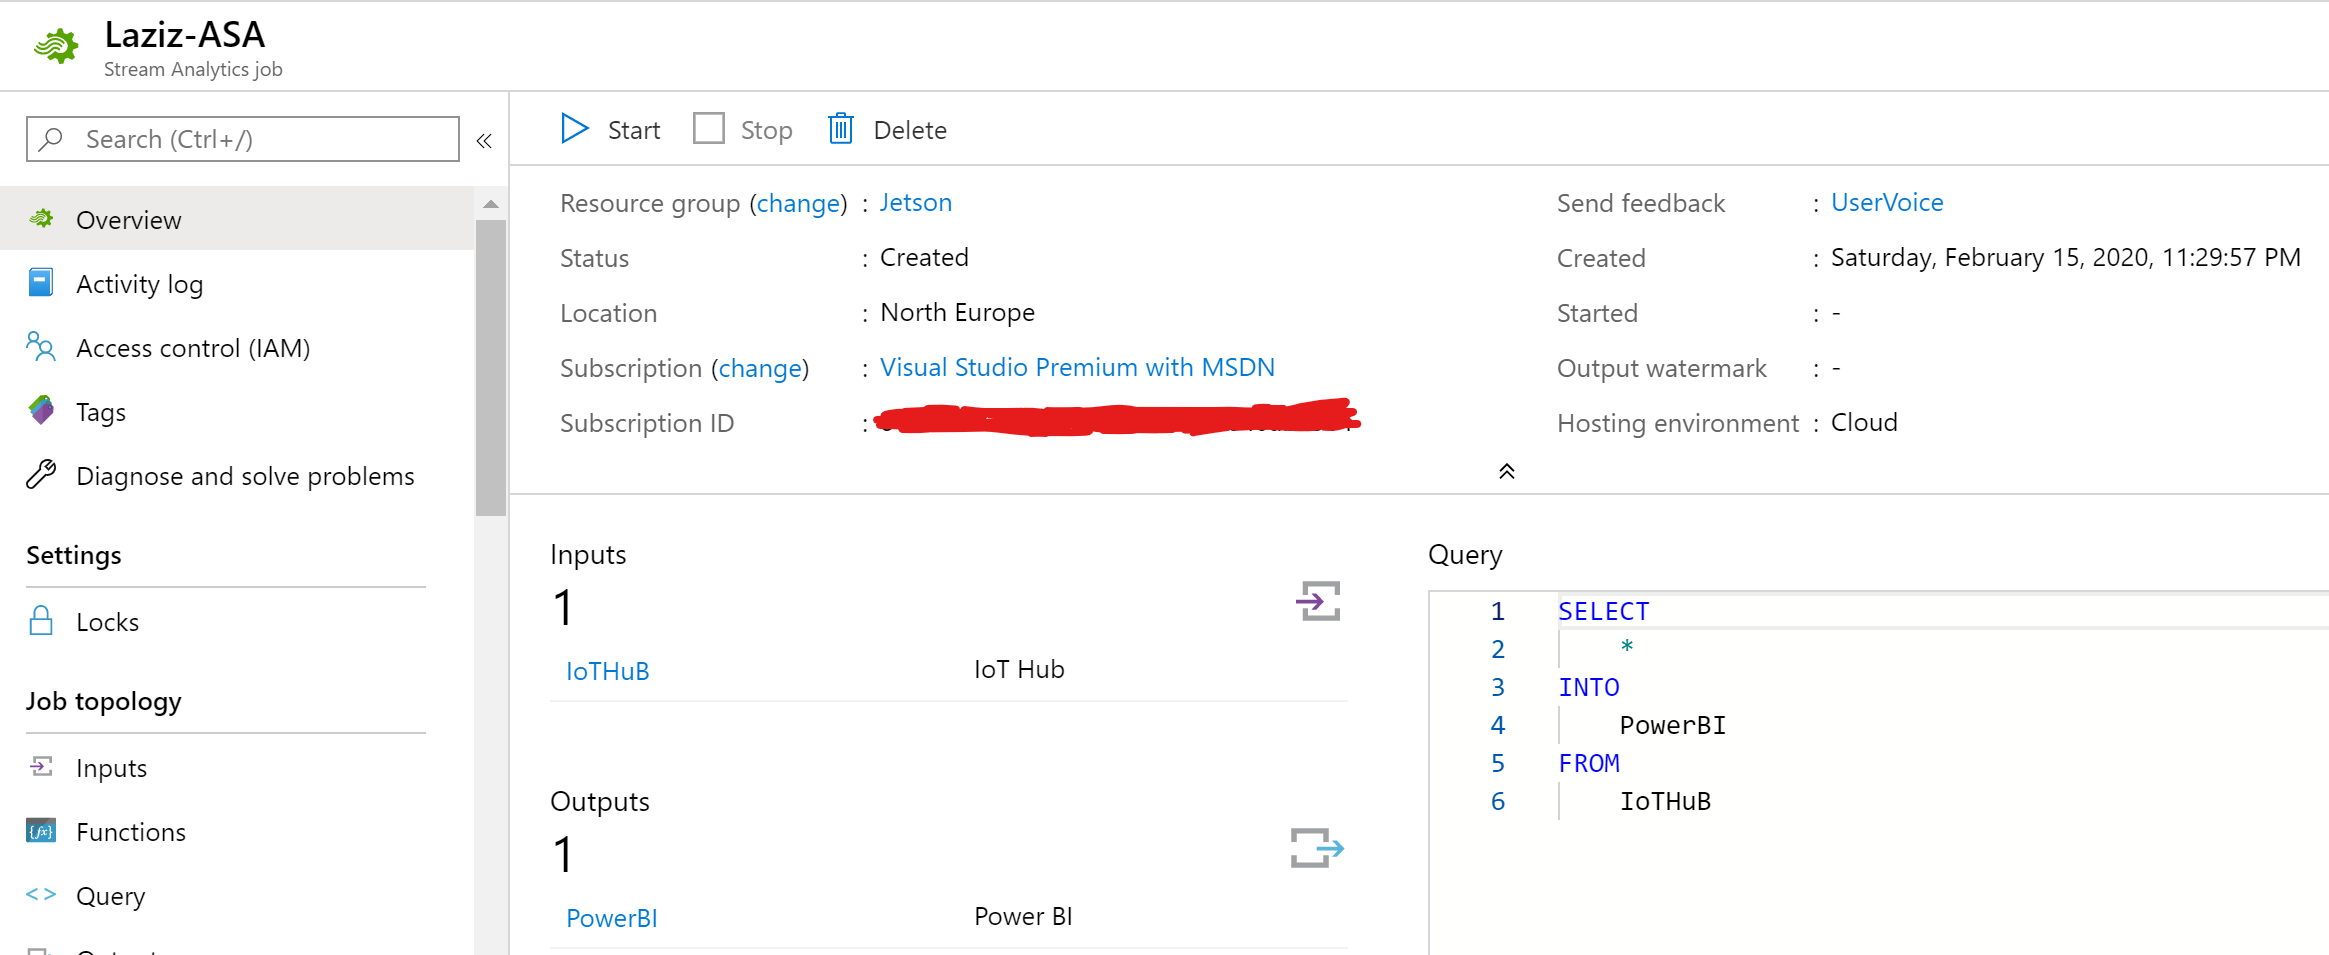 Laziz-ASA
Stream Analytics job
Search (Ctrl+/)
«
Overview
Activity log
Access control (IAM)
Tags
Diagnose and solve problems
Settings
Locks
Job topology
Inputs
Functions
Query
Start
Stop
Delete
Resource group (change) : Jetson
Status : Created
Location : North Europe
Subscription (change) : Visual Studio Premium with MSDN
Subscription ID :
Send feedback : UserVoice
Created : Saturday, February 15, 2020, 11:29:57 PM
Started : -
Output watermark : -
Hosting environment : Cloud
Inputs
1
IoTHuB IoT Hub
Outputs
1
PowerBI Power BI
Query
1 SELECT
2 *
3 INTO
4 PowerBI
5 FROM
6 IoTHuB